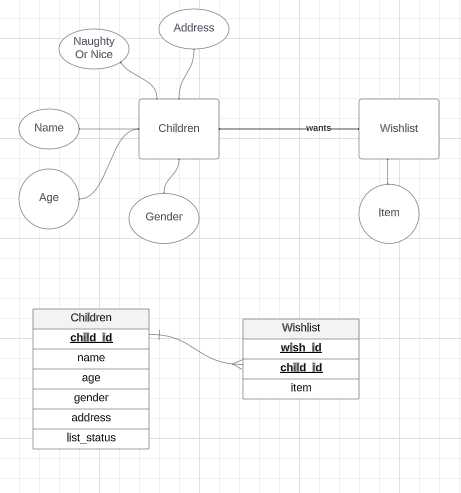 Address
Naughty
Or Nice
Name
Children
wants
Wishlist
Age
Gender
Item
Children
child_id
name
age
gender
address
list_status
Wishlist
wish_id
child_id
item